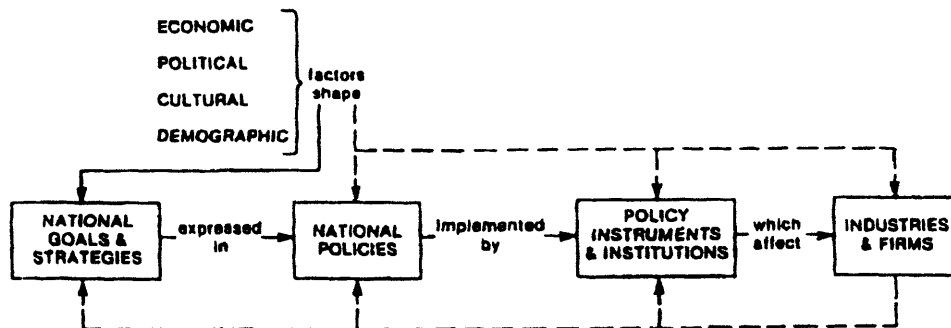 ECONOMIC
POLITICAL
CULTURAL
DEMOGRAPHIC
factors
shape
NATIONAL
GOALS &
STRATEGIES
expressed
in
NATIONAL
POLICIES
implemented
by
POLICY
INSTRUMENTS
& INSTITUTIONS
which
affect
INDUSTRIES
& FIRMS